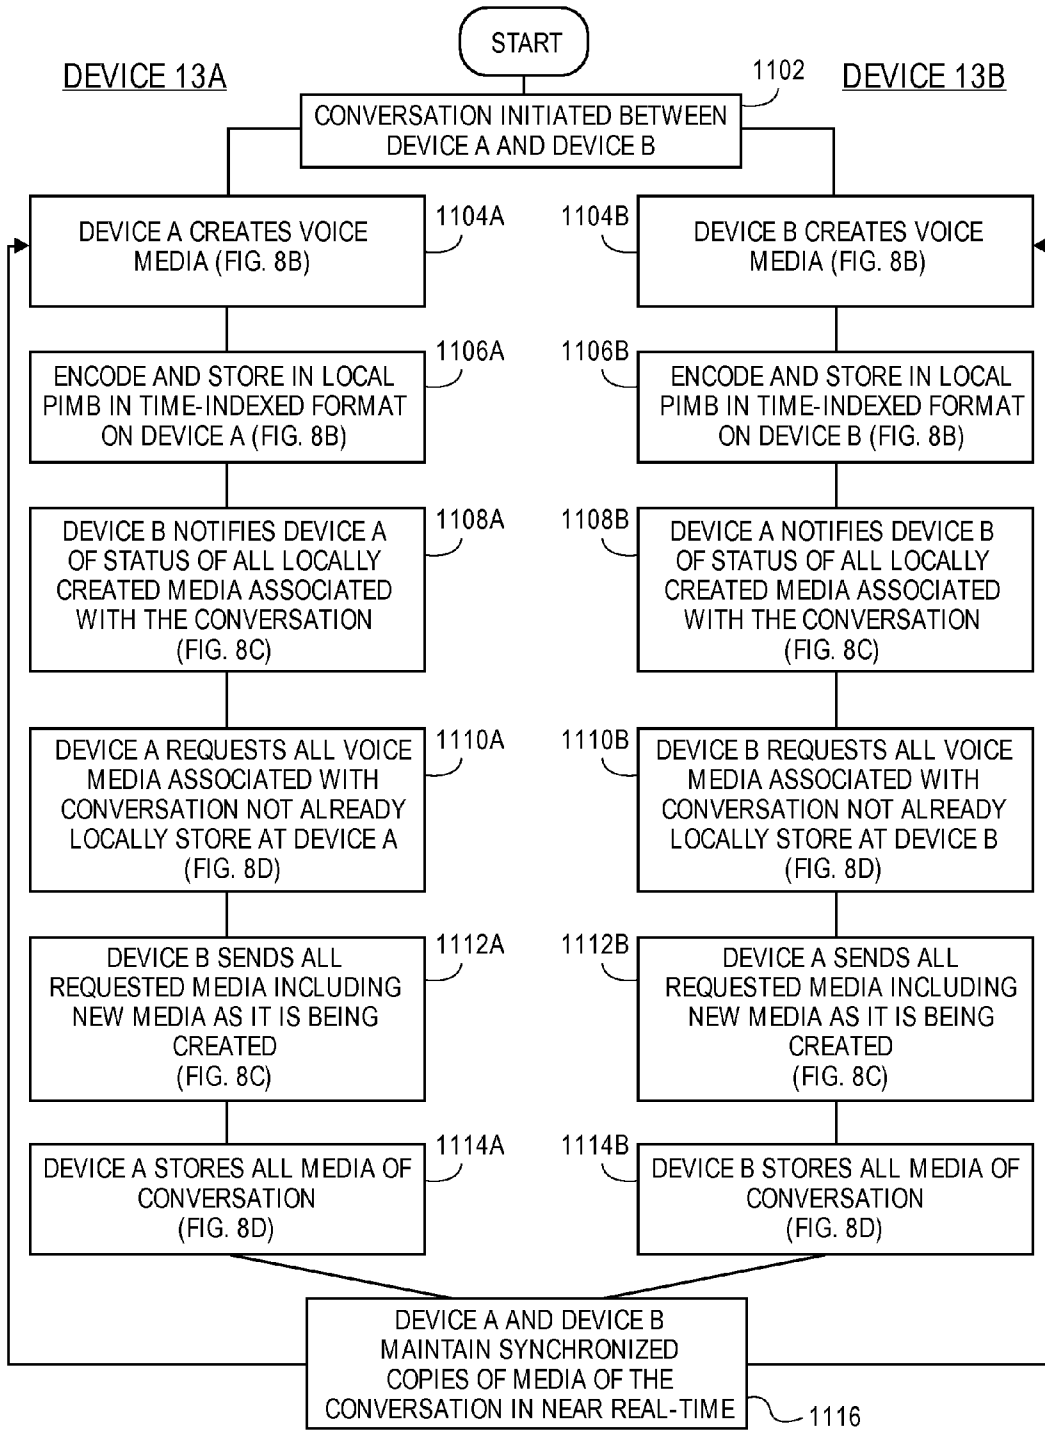 START
DEVICE 13A
1102
DEVICE 13B
CONVERSATION INITIATED BETWEEN
DEVICE A AND DEVICE B
DEVICE A CREATES VOICE
MEDIA (FIG. 8B)
1104A
1104B
DEVICE B CREATES VOICE
MEDIA (FIG. 8B)
ENCODE AND STORE IN LOCAL
PIMB IN TIME-INDEXED FORMAT
ON DEVICE A (FIG. 8B)
1106A
1106B
ENCODE AND STORE IN LOCAL
PIMB IN TIME-INDEXED FORMAT
ON DEVICE B (FIG. 8B)
DEVICE B NOTIFIES DEVICE A
OF STATUS OF ALL LOCALLY
CREATED MEDIA ASSOCIATED
WITH THE CONVERSATION
(FIG. 8C)
1108A
1108B
DEVICE A NOTIFIES DEVICE B
OF STATUS OF ALL LOCALLY
CREATED MEDIA ASSOCIATED
WITH THE CONVERSATION
(FIG. 8C)
DEVICE A REQUESTS ALL VOICE
MEDIA ASSOCIATED WITH
CONVERSATION NOT ALREADY
LOCALLY STORE AT DEVICE A
(FIG. 8D)
1110A
1110B
DEVICE B REQUESTS ALL VOICE
MEDIA ASSOCIATED WITH
CONVERSATION NOT ALREADY
LOCALLY STORE AT DEVICE B
(FIG. 8D)
DEVICE B SENDS ALL
REQUESTED MEDIA INCLUDING
NEW MEDIA AS IT IS BEING
CREATED
(FIG. 8C)
1112A
1112B
DEVICE A SENDS ALL
REQUESTED MEDIA INCLUDING
NEW MEDIA AS IT IS BEING
CREATED
(FIG. 8C)
DEVICE A STORES ALL MEDIA OF
CONVERSATION
(FIG. 8D)
1114A
1114B
DEVICE B STORES ALL MEDIA OF
CONVERSATION
(FIG. 8D)
DEVICE A AND DEVICE B
MAINTAIN SYNCHRONIZED
COPIES OF MEDIA OF THE
CONVERSATION IN NEAR REAL-TIME
1116